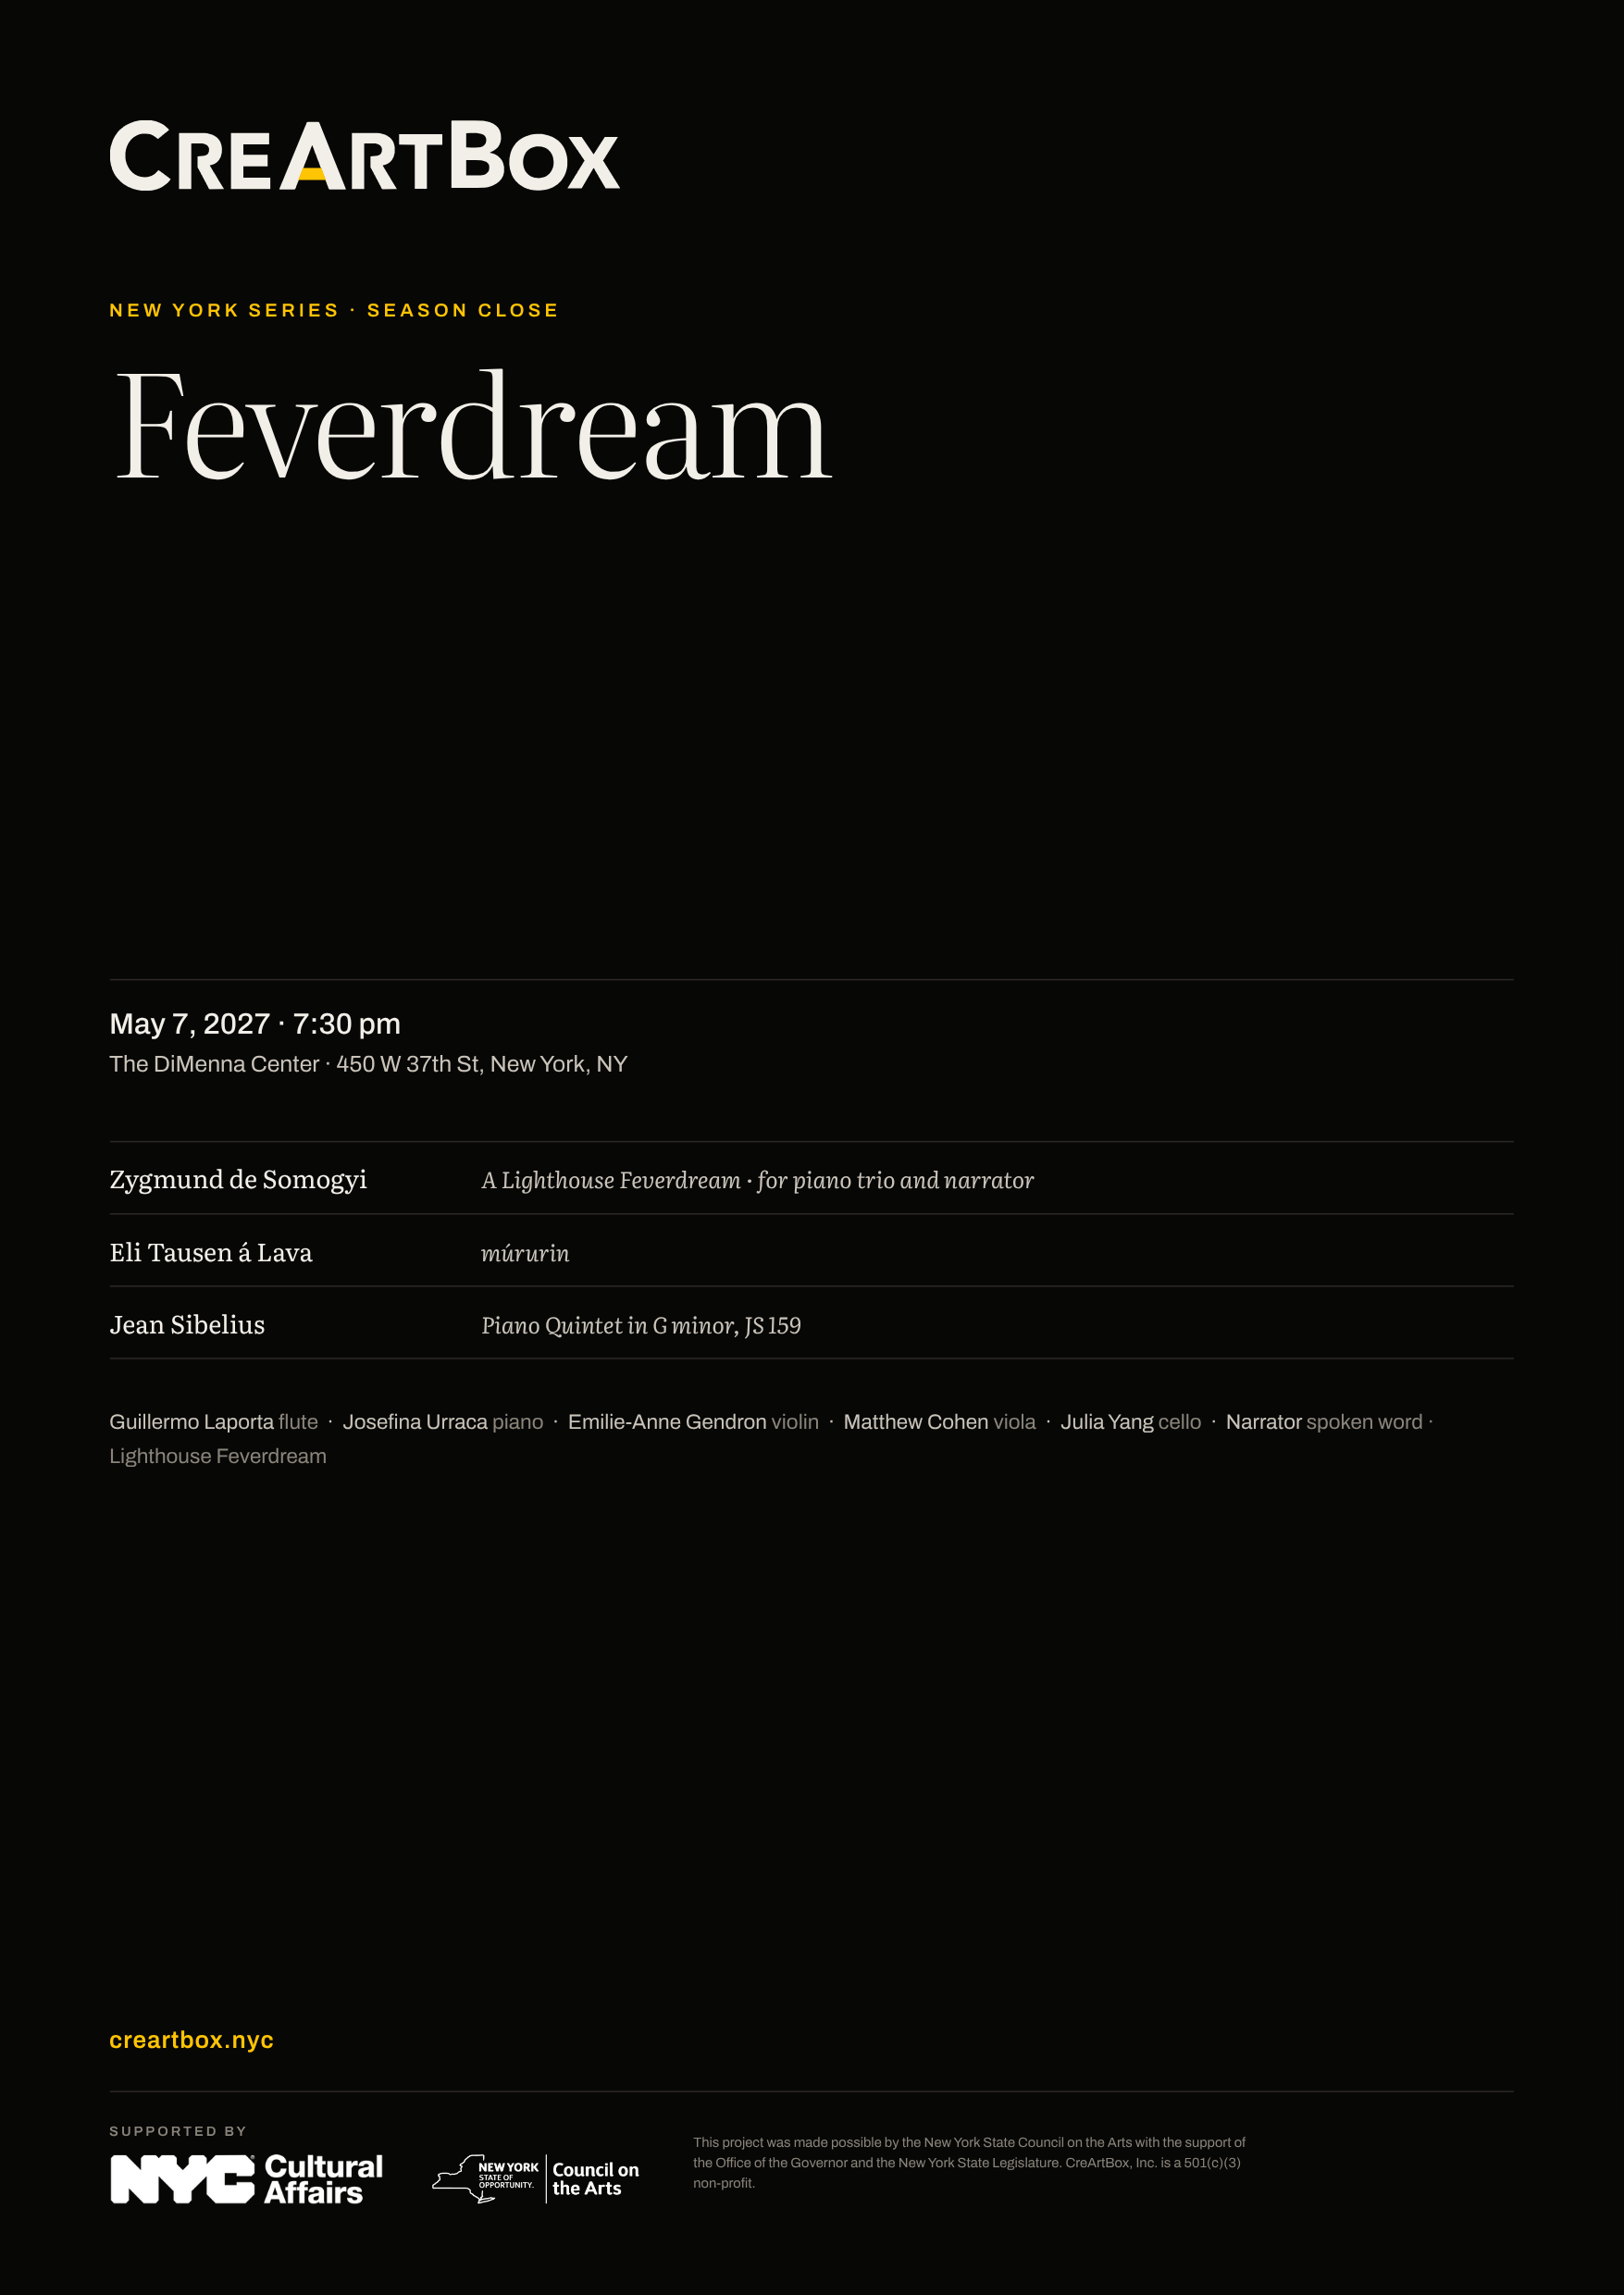 CREARTBOX
NEW YORK SERIES · SEASON CLOSE
Feverdream
May 7, 2027 · 7:30 pm
The DiMenna Center · 450 W 37th St, New York, NY
Zygmund de Somogyi A Lighthouse Feverdream · for piano trio and narrator
Eli Tausen á Lava múrurin
Jean Sibelius Piano Quintet in G minor, JS 159
Guillermo Laporta flute · Josefina Urraca piano · Emilie-Anne Gendron violin · Matthew Cohen viola · Julia Yang cello · Narrator spoken word ·
Lighthouse Feverdream
creartbox.nyc
SUPPORTED BY
NYC Cultural Affairs
NEW YORK STATE OF OPPORTUNITY. Council on the Arts
This project was made possible by the New York State Council on the Arts with the support of
the Office of the Governor and the New York State Legislature. CreArtBox, Inc. is a 501(c)(3)
non-profit.